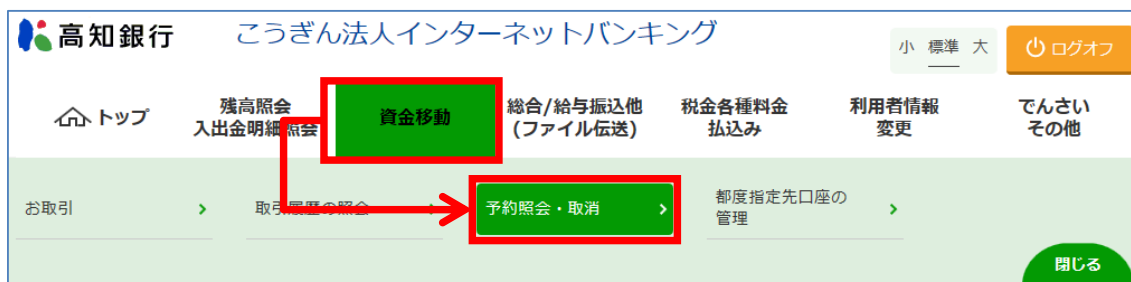 高知銀行
こうぎん法人インターネットバンキング
小 標準 大
ログオフ
トップ
残高照会
入出金明細照会
資金移動
総合/給与振込他
(ファイル伝送)
税金各種料金
払込み
利用者情報
変更
でんさい
その他
お取引
取引履歴の照会
予約照会・取消
都度指定先口座の
管理
閉じる